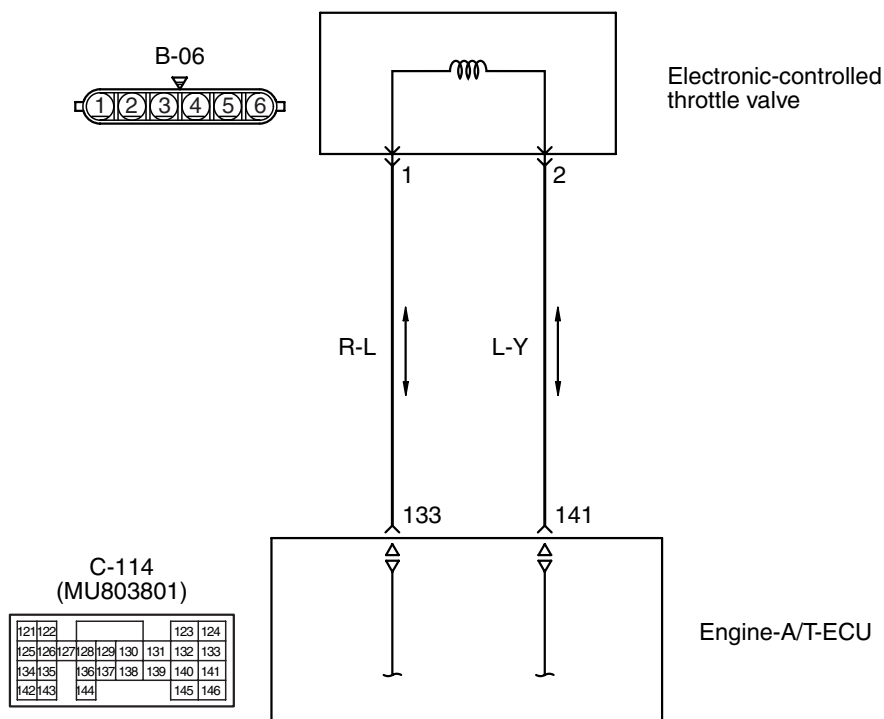 B-06
1 2 3 4 5 6
Electronic-controlled
throttle valve
1
2
R-L
L-Y
133
141
C-114
(MU803801)
121 122 123 124
125 126 127 128 129 130 131 132 133
134 135 136 137 138 139 140 141
142 143 144 145 146
Engine-A/T-ECU